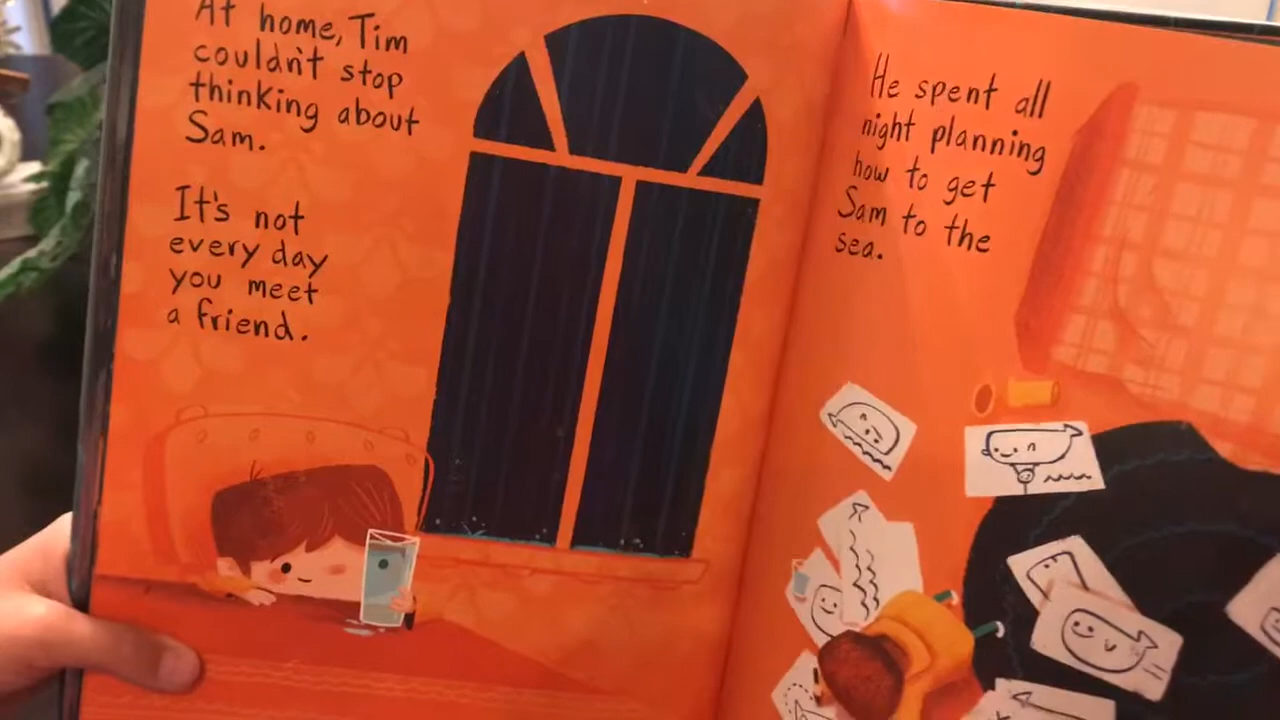 At home, Tim
couldn't stop
thinking about
Sam.
It's not
every day
you meet
a friend.
He spent all
night planning
how to get
Sam to the
sea.